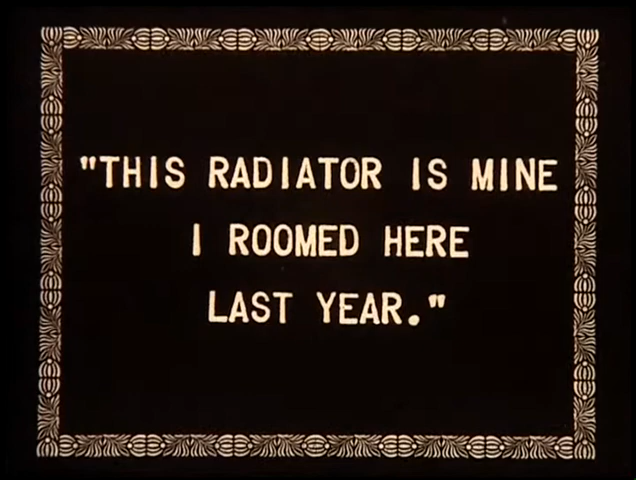 "THIS RADIATOR IS MINE
I ROOMED HERE
LAST YEAR."